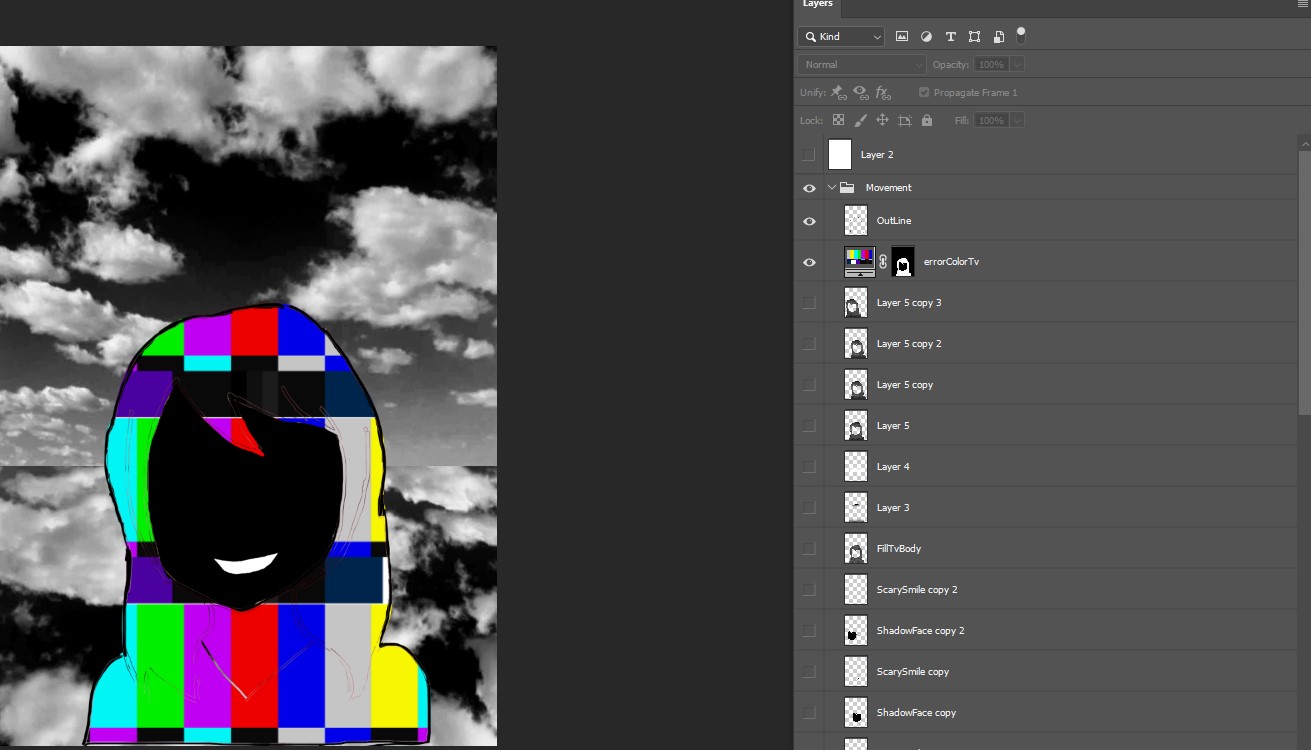 Layers
Kind
Normal Opacity: 100%
Unify: Propagate Frame 1
Lock: Fill: 100%
Layer 2
Movement
OutLine
errorColorTv
Layer 5 copy 3
Layer 5 copy 2
Layer 5 copy
Layer 5
Layer 4
Layer 3
FillTvBody
ScarySmile copy 2
ShadowFace copy 2
ScarySmile copy
ShadowFace copy